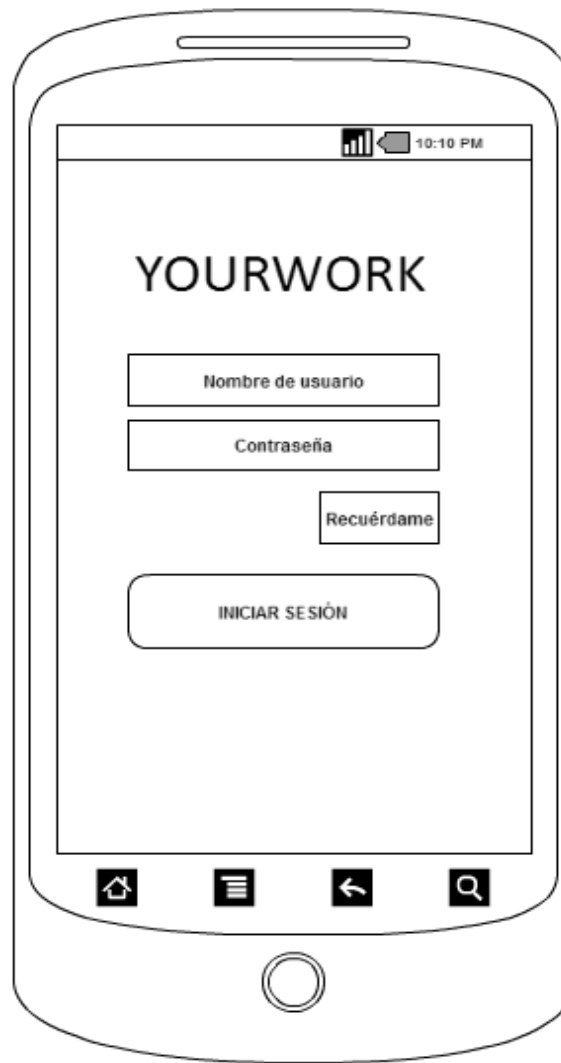 10:10 PM
YOURWORK
Nombre de usuario
Contraseña
Recuérdame
INICIAR SESIÓN